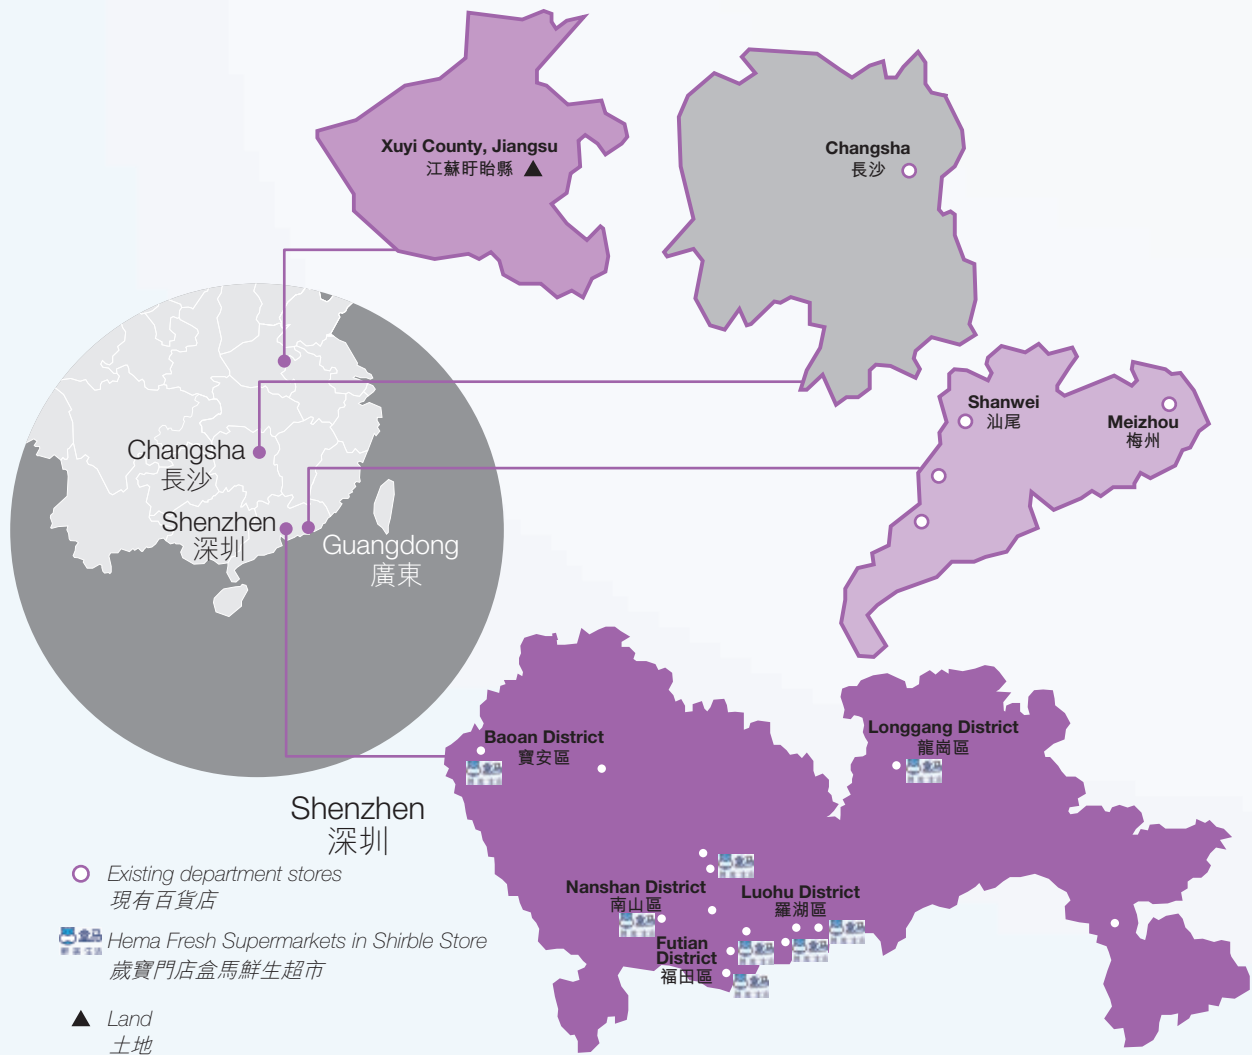 Xuyi County, Jiangsu
江蘇盱眙縣
Changsha
長沙
Shanwei
汕尾
Meizhou
梅州
Changsha
長沙
Shenzhen
深圳
Guangdong
廣東
Baoan District
寶安區
Longgang District
龍崗區
Shenzhen
深圳
Nanshan District
南山區
Luohu District
羅湖區
Futian
District
福田區
Existing department stores
現有百貨店
Hema Fresh Supermarkets in Shirble Store
歲寶門店盒馬鮮生超市
Land
土地